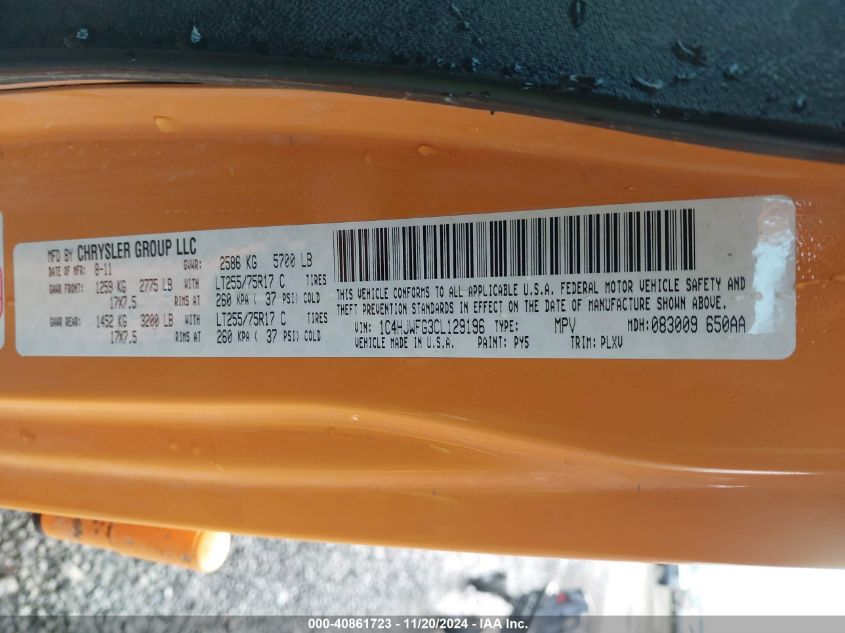 MFD BY CHRYSLER GROUP LLC
DATE OF MFR: 8-11 GVWR: 2586 KG 5700 LB
GAWR FRONT: 1259 KG 2775 LB WITH LT255/75R17 C TIRES
17X7.5 RIMS AT 260 KPA ( 37 PSI) COLD
GAWR REAR: 1452 KG 3200 LB WITH LT255/75R17 C TIRES
17X7.5 RIMS AT 260 KPA ( 37 PSI) COLD
THIS VEHICLE CONFORMS TO ALL APPLICABLE U.S.A. FEDERAL MOTOR VEHICLE SAFETY AND
THEFT PREVENTION STANDARDS IN EFFECT ON THE DATE OF MANUFACTURE SHOWN ABOVE.
VIN: 1C4HJWFG3CL129196 TYPE: MPV MDH: 083009 650AA
VEHICLE MADE IN U.S.A. PAINT: PY5 TRIM: PLXV
000-40861723 - 11/20/2024 - IAA Inc.